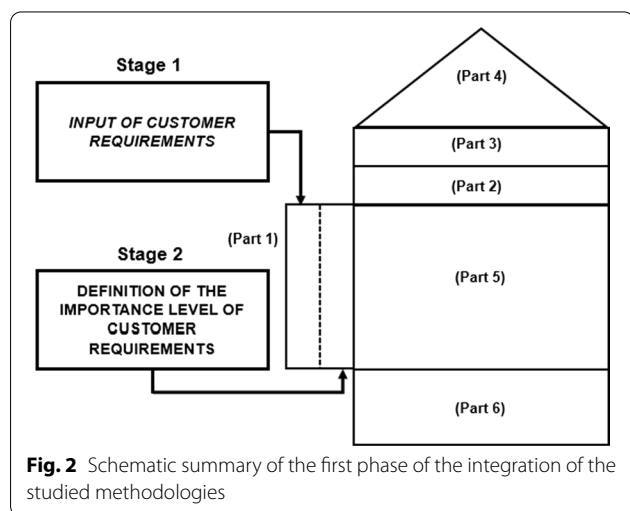 Stage 1
INPUT OF CUSTOMER
REQUIREMENTS
(Part 4)
(Part 3)
(Part 2)
(Part 1)
Stage 2
DEFINITION OF THE
IMPORTANCE LEVEL OF
CUSTOMER
REQUIREMENTS
(Part 5)
(Part 6)
Fig. 2 Schematic summary of the first phase of the integration of the
studied methodologies